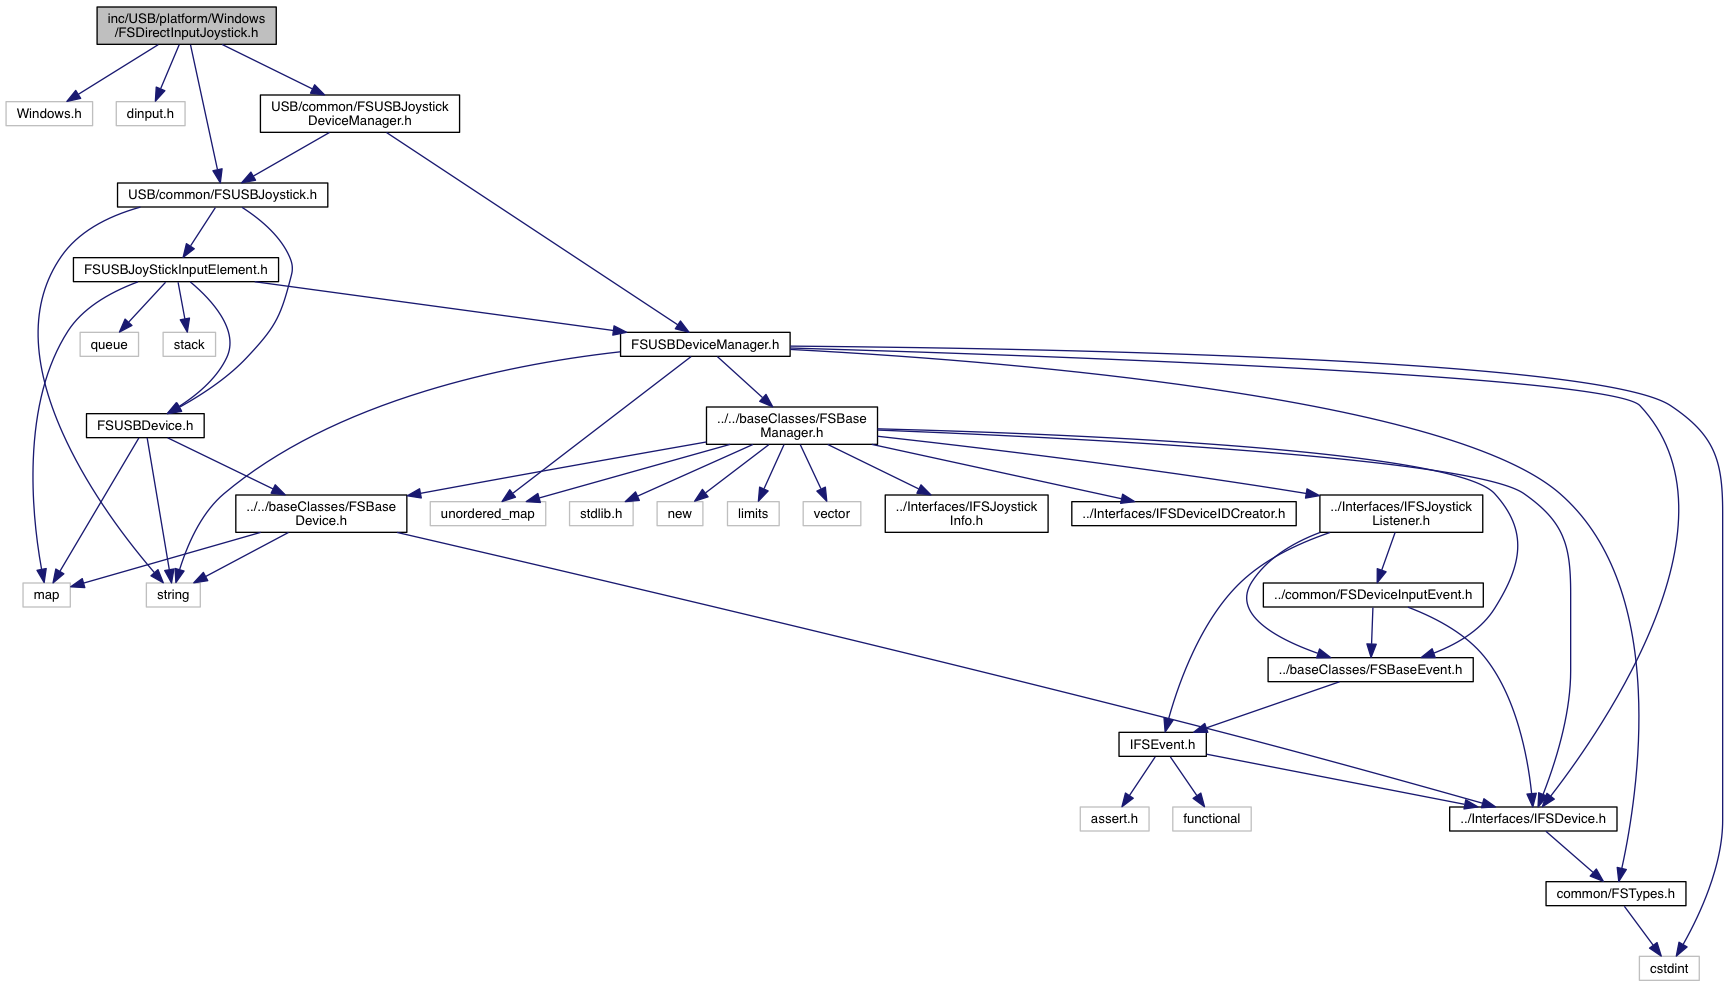 inc/USB/platform/Windows
/FSDirectInputJoystick.h
Windows.h
dinput.h
USB/common/FSUSBJoystick
DeviceManager.h
USB/common/FSUSBJoystick.h
FSUSBJoyStickInputElement.h
queue
stack
FSUSBDeviceManager.h
FSUSBDevice.h
../../baseClasses/FSBase
Manager.h
../../baseClasses/FSBase
Device.h
unordered_map
stdlib.h
new
limits
vector
../Interfaces/IFSJoystick
Info.h
../Interfaces/IFSDeviceIDCreator.h
../Interfaces/IFSJoystick
Listener.h
map
string
../common/FSDeviceInputEvent.h
../baseClasses/FSBaseEvent.h
IFSEvent.h
assert.h
functional
../Interfaces/IFSDevice.h
common/FSTypes.h
cstdint